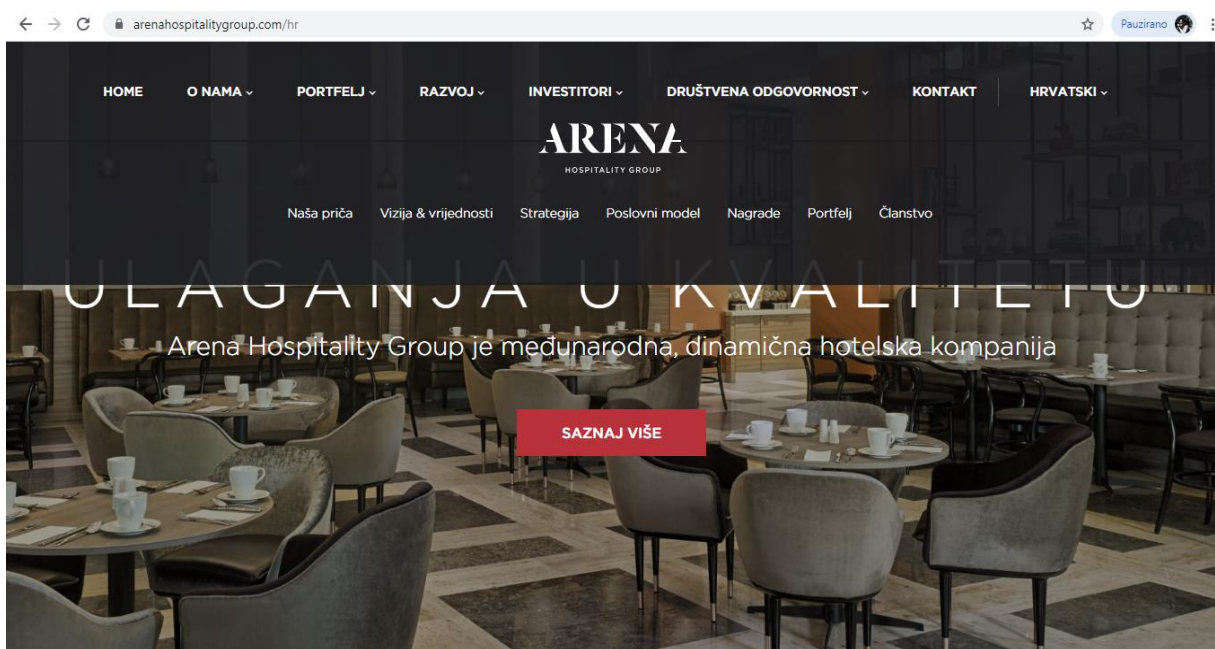 arenahospitalitygroup.com/hr Pauzirano
HOME O NAMA PORTFELJ RAZVOJ INVESTITORI DRUŠTVENA ODGOVORNOST KONTAKT HRVATSKI
ARENA
HOSPITALITY GROUP
Naša priča Vizija & vrijednosti Strategija Poslovni model Nagrade Portfelj Članstvo
ULAGANJA U KVALITETU
Arena Hospitality Group je međunarodna, dinamična hotelska kompanija
SAZNAJ VIŠE